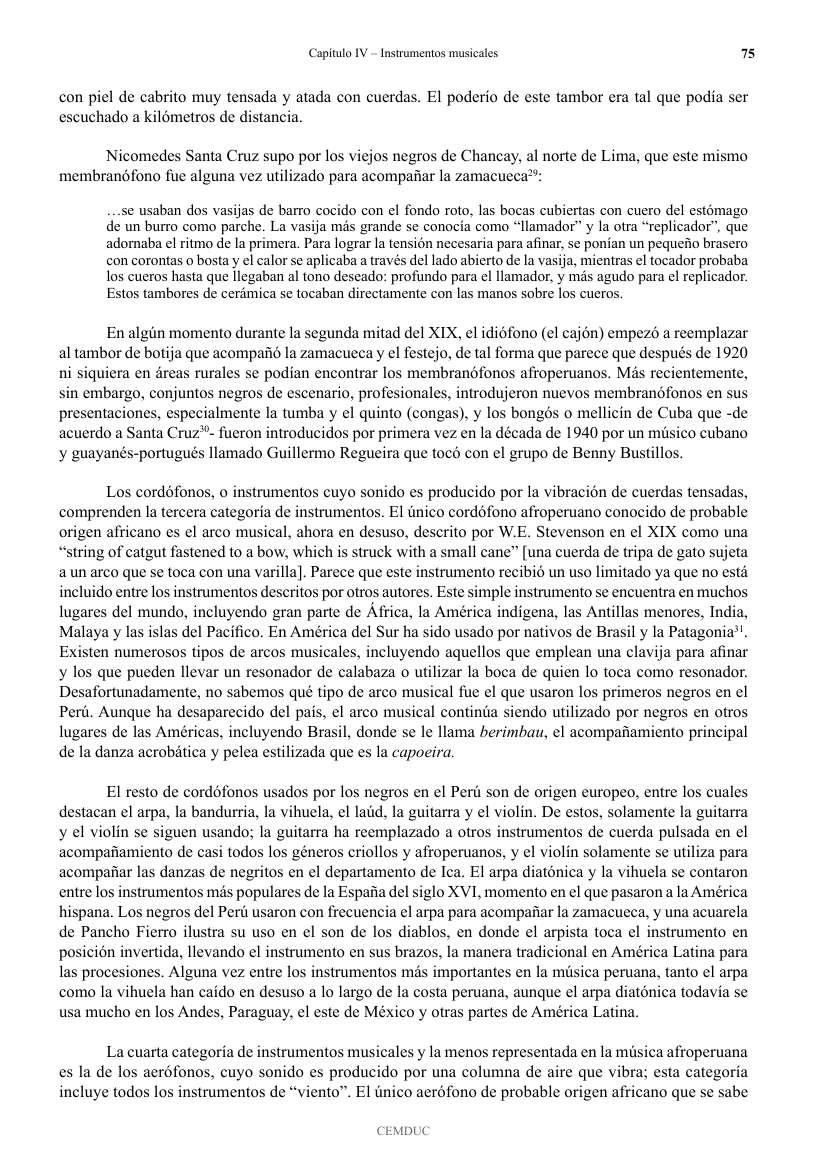 Capítulo IV – Instrumentos musicales
75
con piel de cabrito muy tensada y atada con cuerdas. El poderío de este tambor era tal que podía ser
escuchado a kilómetros de distancia.
Nicomedes Santa Cruz supo por los viejos negros de Chancay, al norte de Lima, que este mismo
membranófono fue alguna vez utilizado para acompañar la zamacueca29:
…se usaban dos vasijas de barro cocido con el fondo roto, las bocas cubiertas con cuero del estómago
de un burro como parche. La vasija más grande se conocía como “llamador” y la otra “replicador”, que
adornaba el ritmo de la primera. Para lograr la tensión necesaria para afinar, se ponían un pequeño brasero
con corontas o bosta y el calor se aplicaba a través del lado abierto de la vasija, mientras el tocador probaba
los cueros hasta que llegaban al tono deseado: profundo para el llamador, y más agudo para el replicador.
Estos tambores de cerámica se tocaban directamente con las manos sobre los cueros.
En algún momento durante la segunda mitad del XIX, el idiófono (el cajón) empezó a reemplazar
al tambor de botija que acompañó la zamacueca y el festejo, de tal forma que parece que después de 1920
ni siquiera en áreas rurales se podían encontrar los membranófonos afroperuanos. Más recientemente,
sin embargo, conjuntos negros de escenario, profesionales, introdujeron nuevos membranófonos en sus
presentaciones, especialmente la tumba y el quinto (congas), y los bongós o mellicín de Cuba que -de
acuerdo a Santa Cruz30- fueron introducidos por primera vez en la década de 1940 por un músico cubano
y guayanés-portugués llamado Guillermo Regueira que tocó con el grupo de Benny Bustillos.
Los cordófonos, o instrumentos cuyo sonido es producido por la vibración de cuerdas tensadas,
comprenden la tercera categoría de instrumentos. El único cordófono afroperuano conocido de probable
origen africano es el arco musical, ahora en desuso, descrito por W.E. Stevenson en el XIX como una
“string of catgut fastened to a bow, which is struck with a small cane” [una cuerda de tripa de gato sujeta
a un arco que se toca con una varilla]. Parece que este instrumento recibió un uso limitado ya que no está
incluido entre los instrumentos descritos por otros autores. Este simple instrumento se encuentra en muchos
lugares del mundo, incluyendo gran parte de África, la América indígena, las Antillas menores, India,
Malaya y las islas del Pacífico. En América del Sur ha sido usado por nativos de Brasil y la Patagonia31.
Existen numerosos tipos de arcos musicales, incluyendo aquellos que emplean una clavija para afinar
y los que pueden llevar un resonador de calabaza o utilizar la boca de quien lo toca como resonador.
Desafortunadamente, no sabemos qué tipo de arco musical fue el que usaron los primeros negros en el
Perú. Aunque ha desaparecido del país, el arco musical continúa siendo utilizado por negros en otros
lugares de las Américas, incluyendo Brasil, donde se le llama berimbau, el acompañamiento principal
de la danza acrobática y pelea estilizada que es la capoeira.
El resto de cordófonos usados por los negros en el Perú son de origen europeo, entre los cuales
destacan el arpa, la bandurria, la vihuela, el laúd, la guitarra y el violín. De estos, solamente la guitarra
y el violín se siguen usando; la guitarra ha reemplazado a otros instrumentos de cuerda pulsada en el
acompañamiento de casi todos los géneros criollos y afroperuanos, y el violín solamente se utiliza para
acompañar las danzas de negritos en el departamento de Ica. El arpa diatónica y la vihuela se contaron
entre los instrumentos más populares de la España del siglo XVI, momento en el que pasaron a la América
hispana. Los negros del Perú usaron con frecuencia el arpa para acompañar la zamacueca, y una acuarela
de Pancho Fierro ilustra su uso en el son de los diablos, en donde el arpista toca el instrumento en
posición invertida, llevando el instrumento en sus brazos, la manera tradicional en América Latina para
las procesiones. Alguna vez entre los instrumentos más importantes en la música peruana, tanto el arpa
como la vihuela han caído en desuso a lo largo de la costa peruana, aunque el arpa diatónica todavía se
usa mucho en los Andes, Paraguay, el este de México y otras partes de América Latina.
La cuarta categoría de instrumentos musicales y la menos representada en la música afroperuana
es la de los aerófonos, cuyo sonido es producido por una columna de aire que vibra; esta categoría
incluye todos los instrumentos de “viento”. El único aerófono de probable origen africano que se sabe
CEMDUC